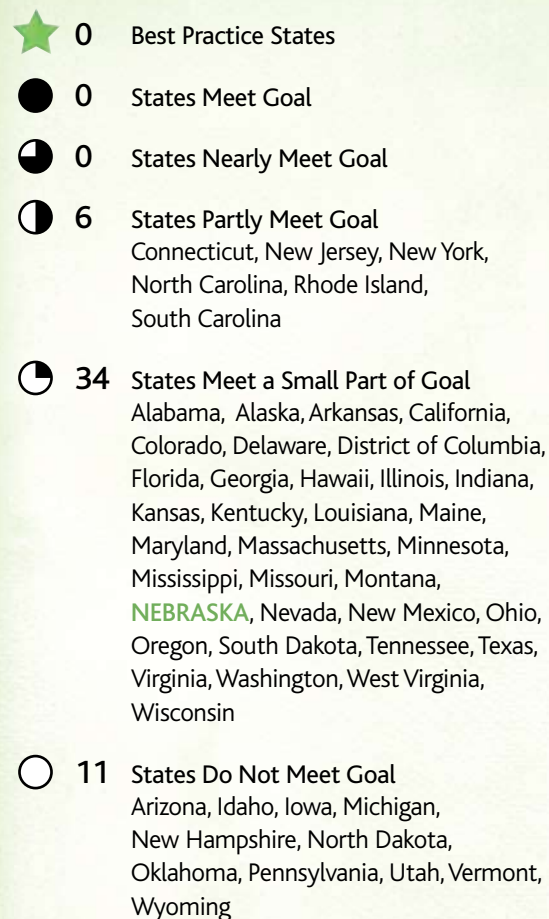 0 Best Practice States
0 States Meet Goal
0 States Nearly Meet Goal
6 States Partly Meet Goal
Connecticut, New Jersey, New York,
North Carolina, Rhode Island,
South Carolina
34 States Meet a Small Part of Goal
Alabama, Alaska, Arkansas, California,
Colorado, Delaware, District of Columbia,
Florida, Georgia, Hawaii, Illinois, Indiana,
Kansas, Kentucky, Louisiana, Maine,
Maryland, Massachusetts, Minnesota,
Mississippi, Missouri, Montana,
NEBRASKA, Nevada, New Mexico, Ohio,
Oregon, South Dakota, Tennessee, Texas,
Virginia, Washington, West Virginia,
Wisconsin
11 States Do Not Meet Goal
Arizona, Idaho, Iowa, Michigan,
New Hampshire, North Dakota,
Oklahoma, Pennsylvania, Utah, Vermont,
Wyoming